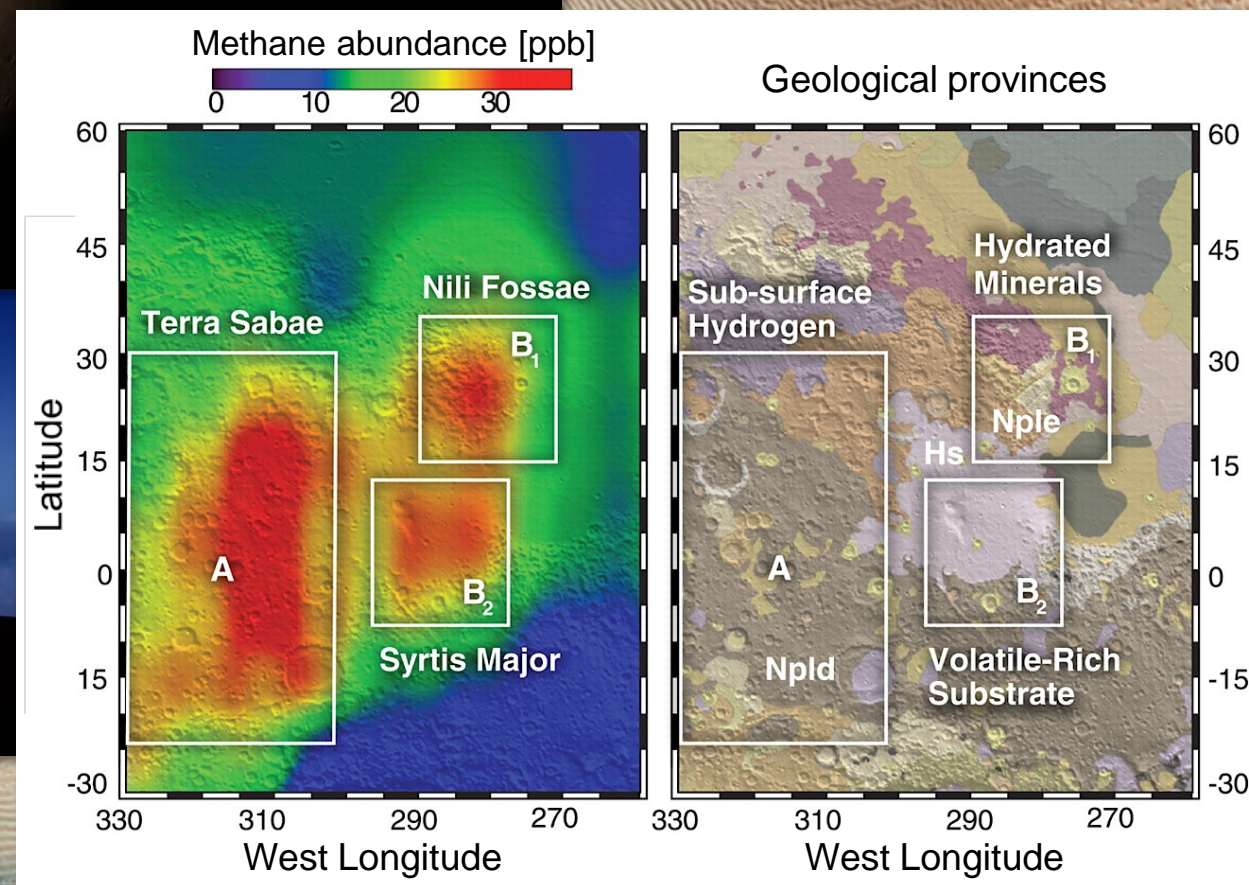 Methane abundance [ppb]
0 10 20 30
Geological provinces
60 60
45 45
Nili Fossae
Hydrated
Minerals
Terra Sabae
Sub-surface
Hydrogen
B1 B1
30 30
Nple
Hs
15 15
A A
0 0
B2 B2
Syrtis Major
Npld
Volatile-Rich
Substrate
-15 -15
-30 -30
Latitude
330 310 290 270
330 310 290 270
West Longitude
West Longitude